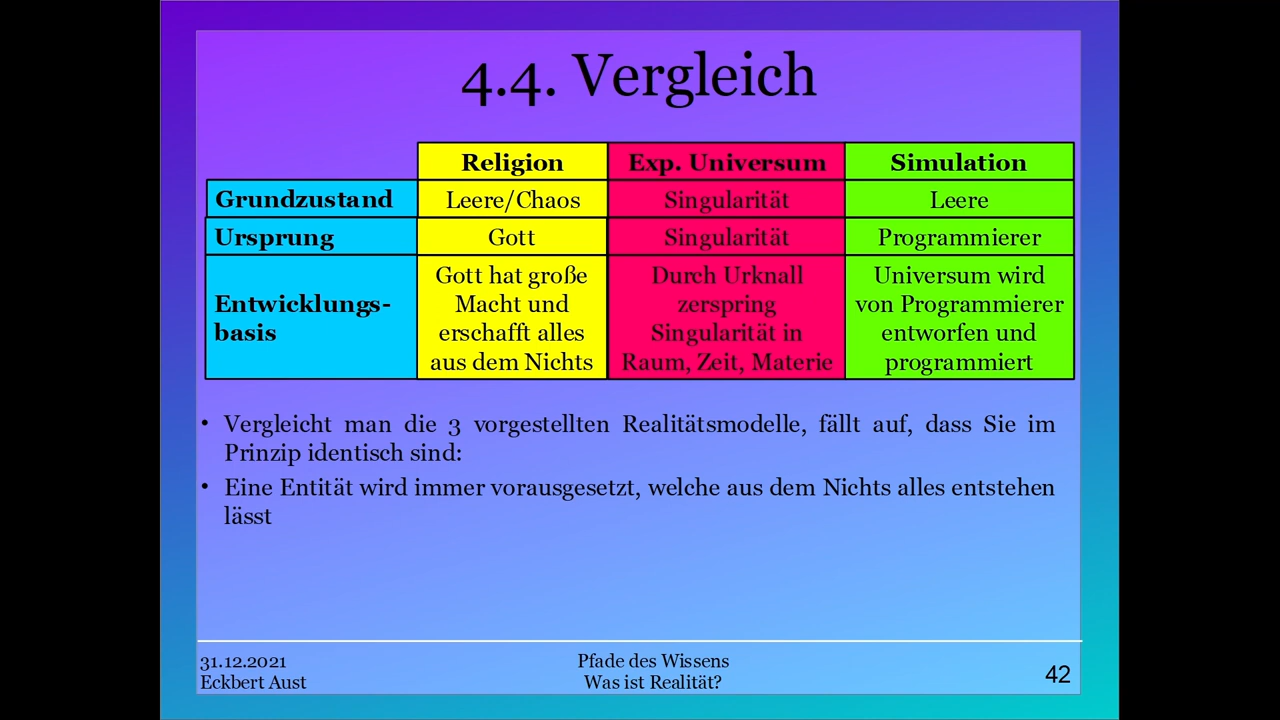 4.4. Vergleich
Religion Exp. Universum Simulation
Grundzustand Leere/Chaos Singularität Leere
Ursprung Gott Singularität Programmierer
Entwicklungs-
basis
Gott hat große
Macht und
erschafft alles
aus dem Nichts
Durch Urknall
zerspring
Singularität in
Raum, Zeit, Materie
Universum wird
von Programmierer
entworfen und
programmiert
• Vergleicht man die 3 vorgestellten Realitätsmodelle, fällt auf, dass Sie im
Prinzip identisch sind:
• Eine Entität wird immer vorausgesetzt, welche aus dem Nichts alles entstehen
lässt
31.12.2021
Eckbert Aust
Pfade des Wissens
Was ist Realität?
42